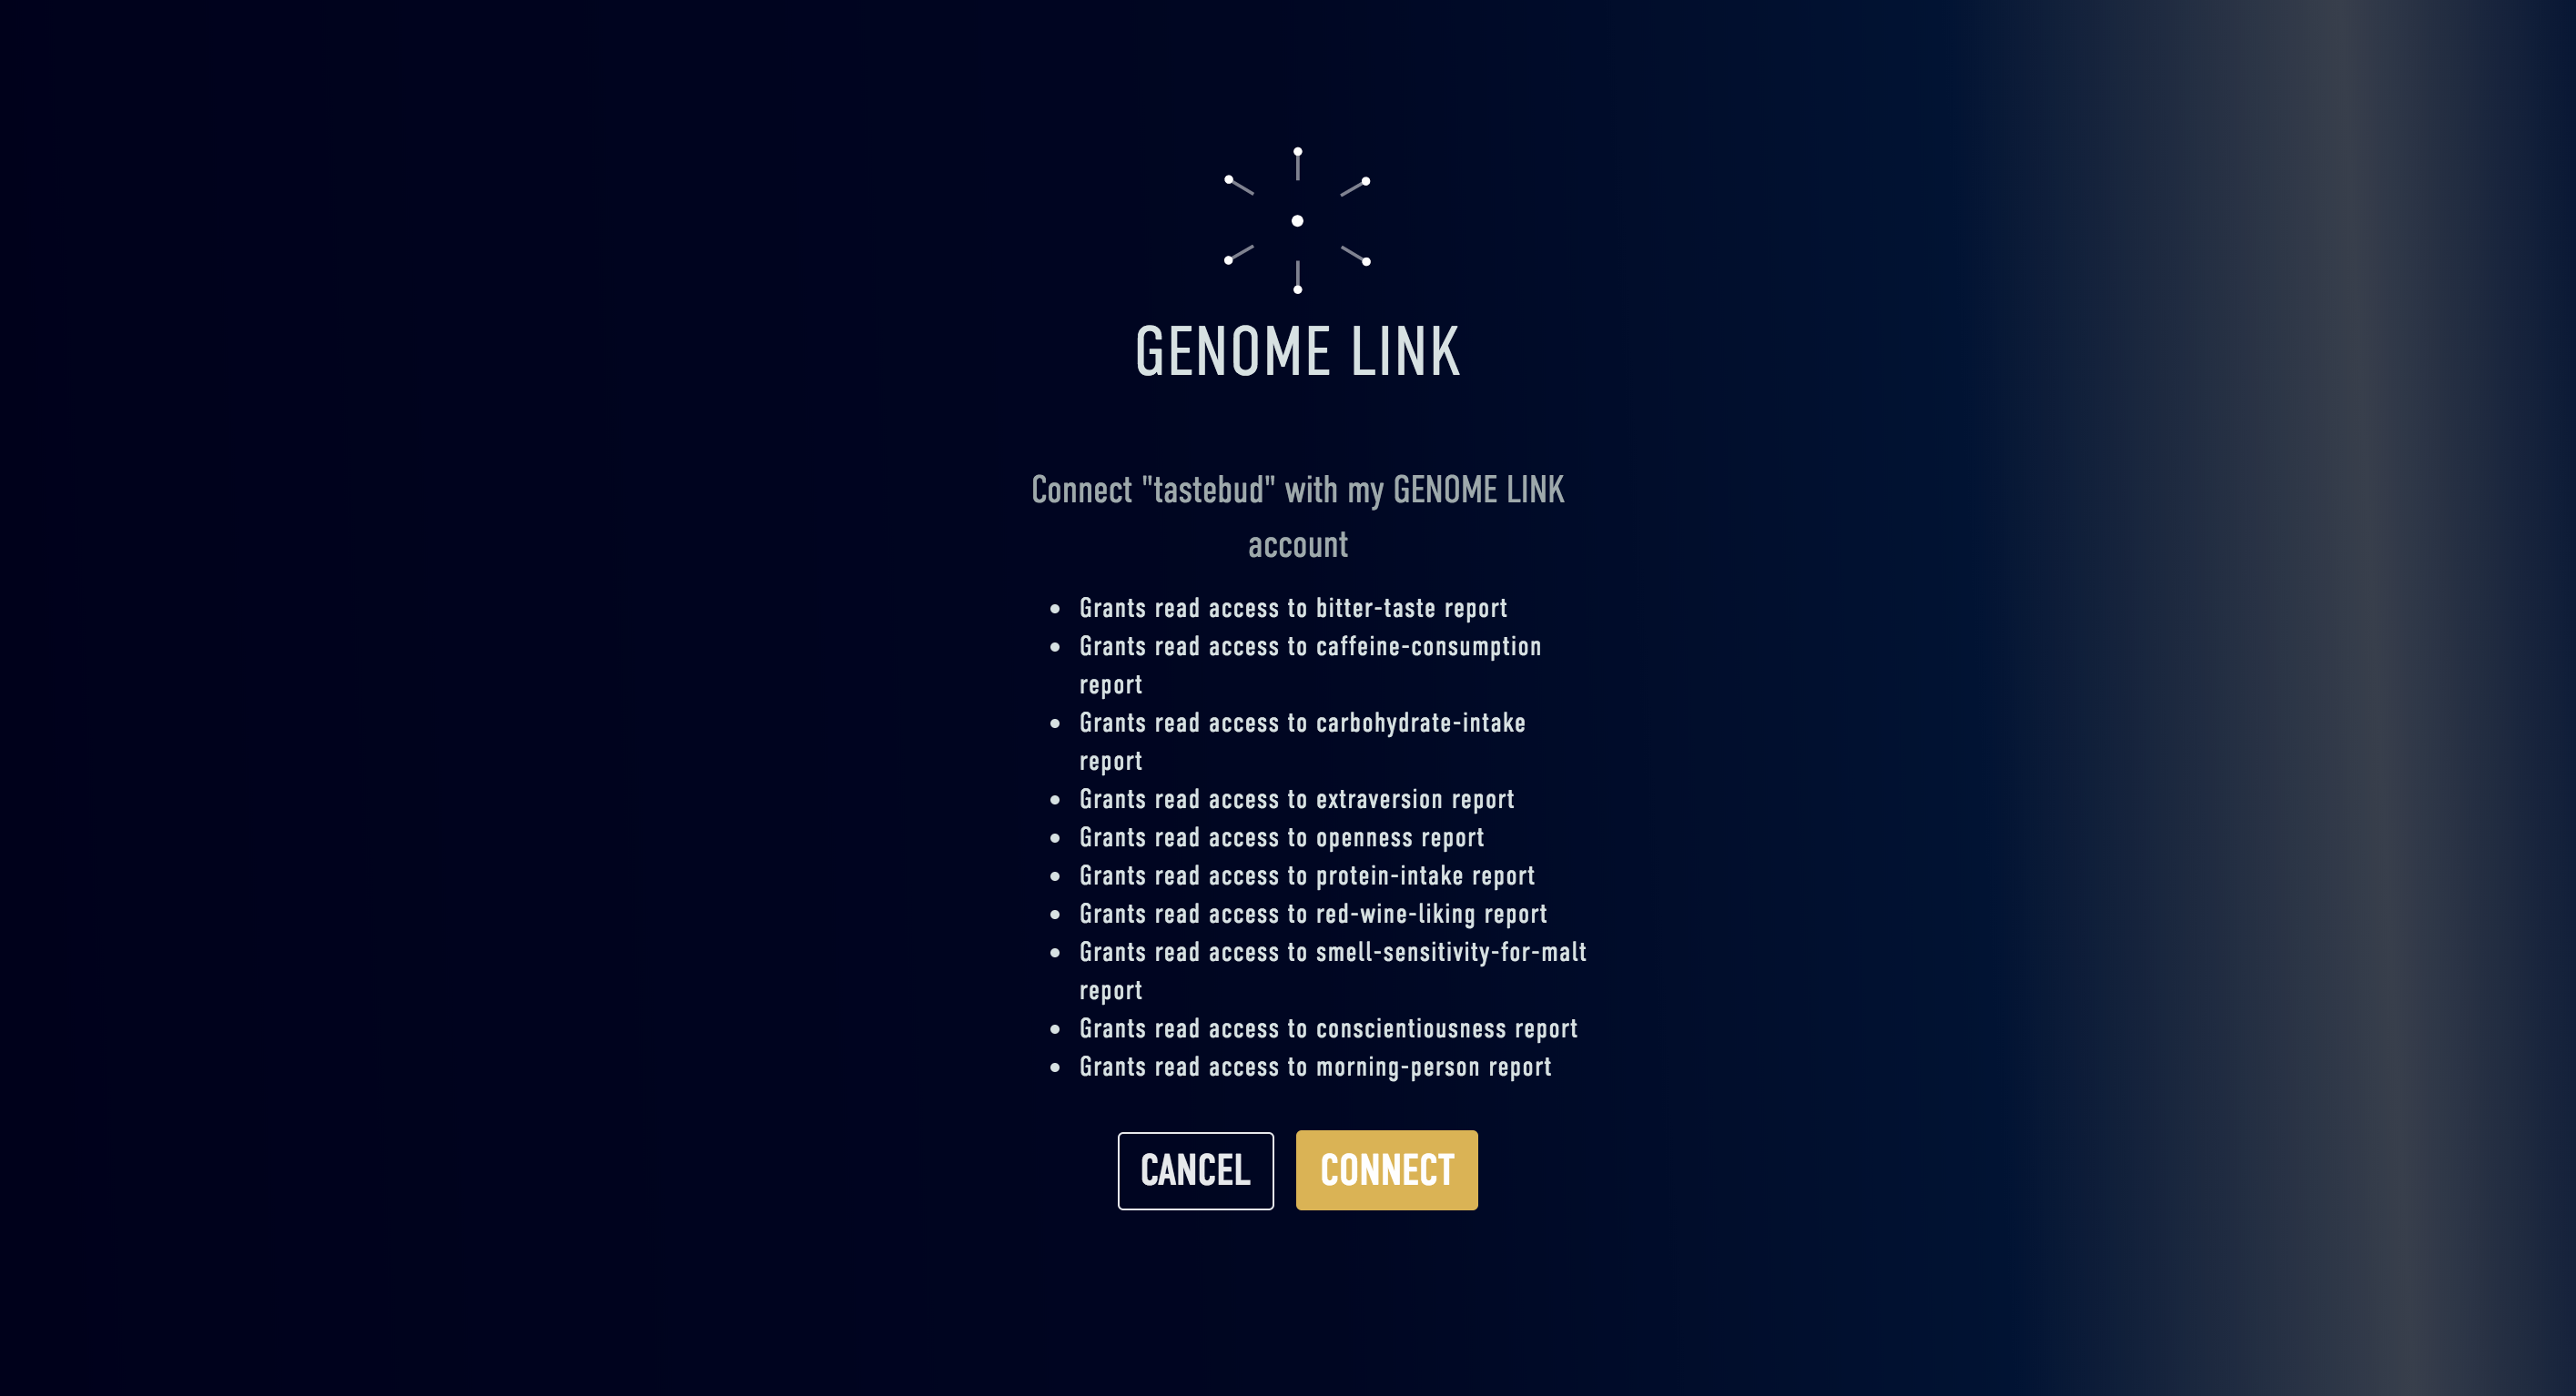 GENOME LINK
Connect "tastebud" with my GENOME LINK
account
• Grants read access to bitter-taste report
• Grants read access to caffeine-consumption
report
• Grants read access to carbohydrate-intake
report
• Grants read access to extraversion report
• Grants read access to openness report
• Grants read access to protein-intake report
• Grants read access to red-wine-liking report
• Grants read access to smell-sensitivity-for-malt
report
• Grants read access to conscientiousness report
• Grants read access to morning-person report
CANCEL CONNECT